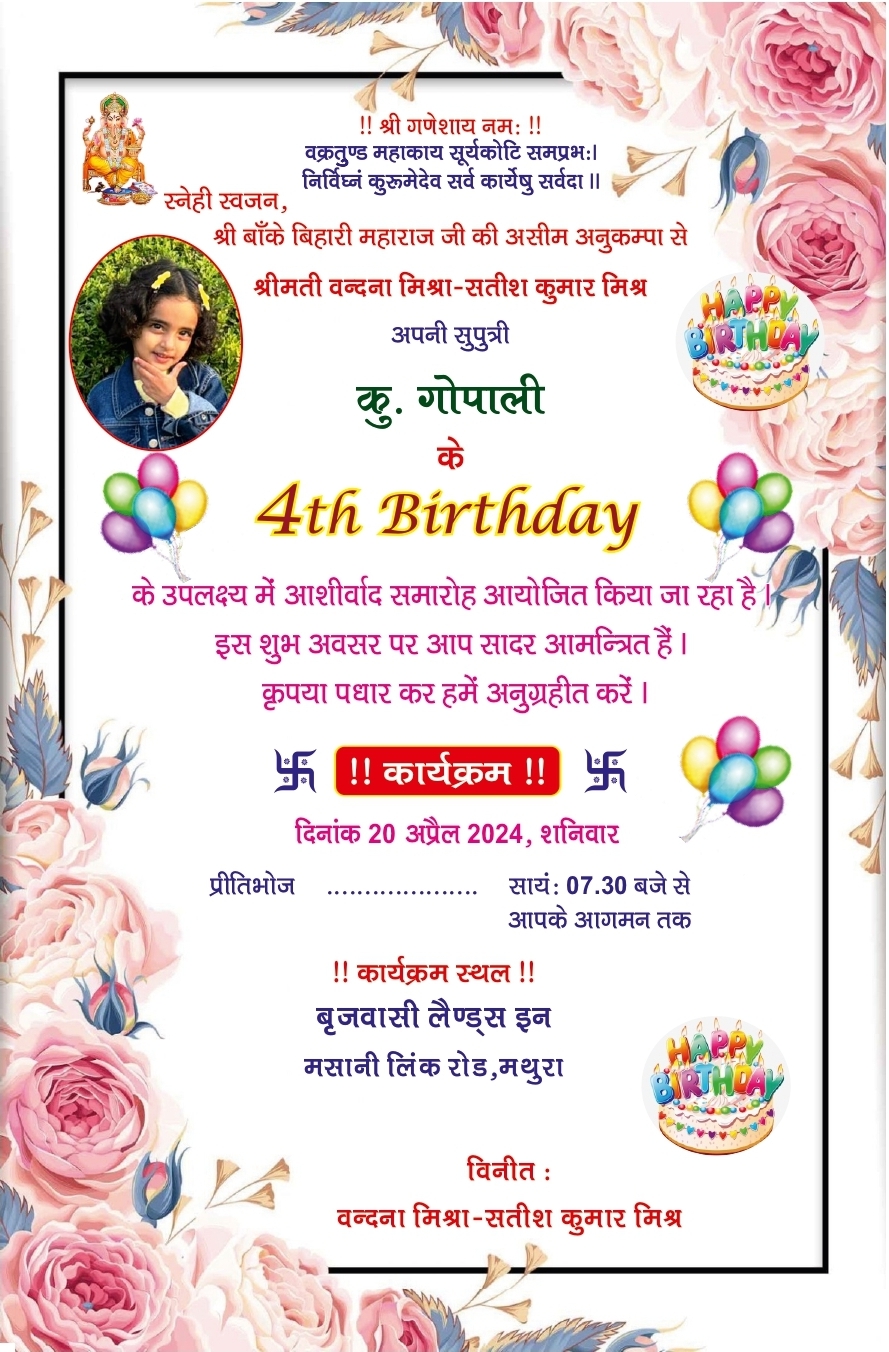 !! श्री गणेशाय नम: !!
वक्रतुण्ड महाकाय सूर्यकोटि समप्रभ:।
निर्विघ्नं कुरूमेदेव सर्व कार्येषु सर्वदा ॥
स्नेही स्वजन,
श्री बाँके बिहारी महाराज जी की असीम अनुकम्पा से
श्रीमती वन्दना मिश्रा-सतीश कुमार मिश्र
अपनी सुपुत्री
HAPPY
BIRTHDAY
कु. गोपाली
के
4th Birthday
के उपलक्ष्य में आशीर्वाद समारोह आयोजित किया जा रहा है।
इस शुभ अवसर पर आप सादर आमन्त्रित हैं।
कृपया पधार कर हमें अनुग्रहीत करें।
!! कार्यक्रम !!
दिनांक 20 अप्रैल 2024, शनिवार
प्रीतिभोज .................... सायं: 07.30 बजे से
आपके आगमन तक
!! कार्यक्रम स्थल !!
बृजवासी लैण्ड्स इन
मसानी लिंक रोड,मथुरा
HAPPY
BIRTHDAY
विनीत :
वन्दना मिश्रा-सतीश कुमार मिश्र